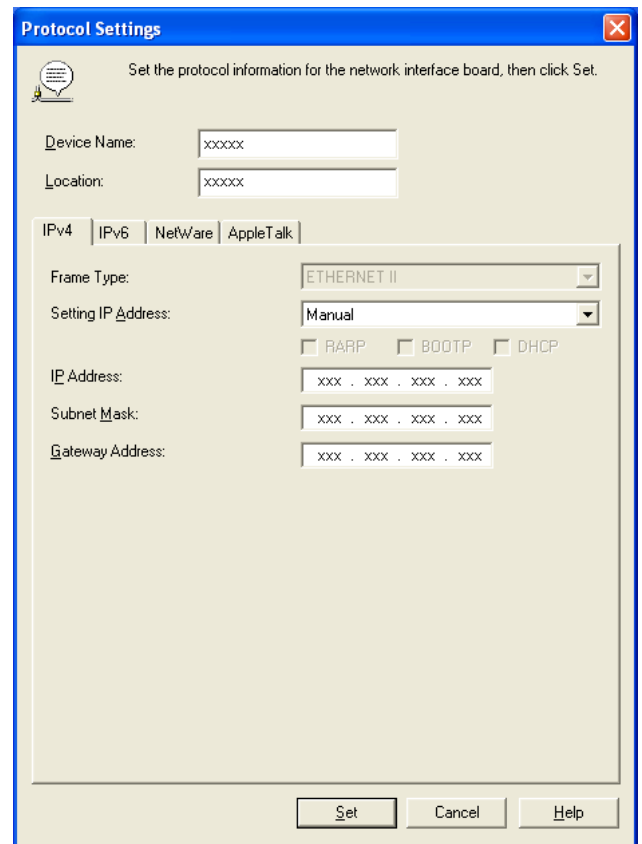 Protocol Settings
Set the protocol information for the network interface board, then click Set.
Device Name: xxxxx
Location: xxxxx
IPv4 IPv6 NetWare AppleTalk
Frame Type: ETHERNET II
Setting IP Address: Manual
RARP BOOTP DHCP
IP Address: xxx . xxx . xxx . xxx
Subnet Mask: xxx . xxx . xxx . xxx
Gateway Address: xxx . xxx . xxx . xxx
Set Cancel Help